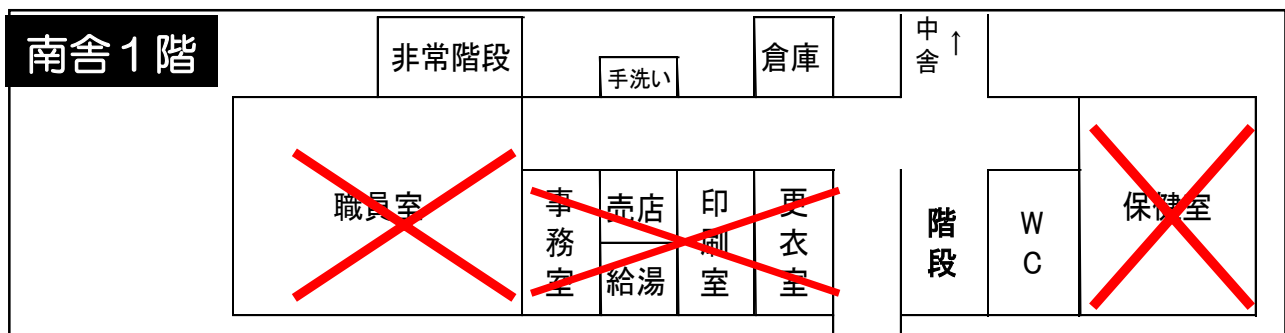 南舎１階
非常階段
手洗い
倉庫
中舎
↑
職員室
事務室
売店
給湯
印刷室
更衣室
階段
ＷＣ
保健室